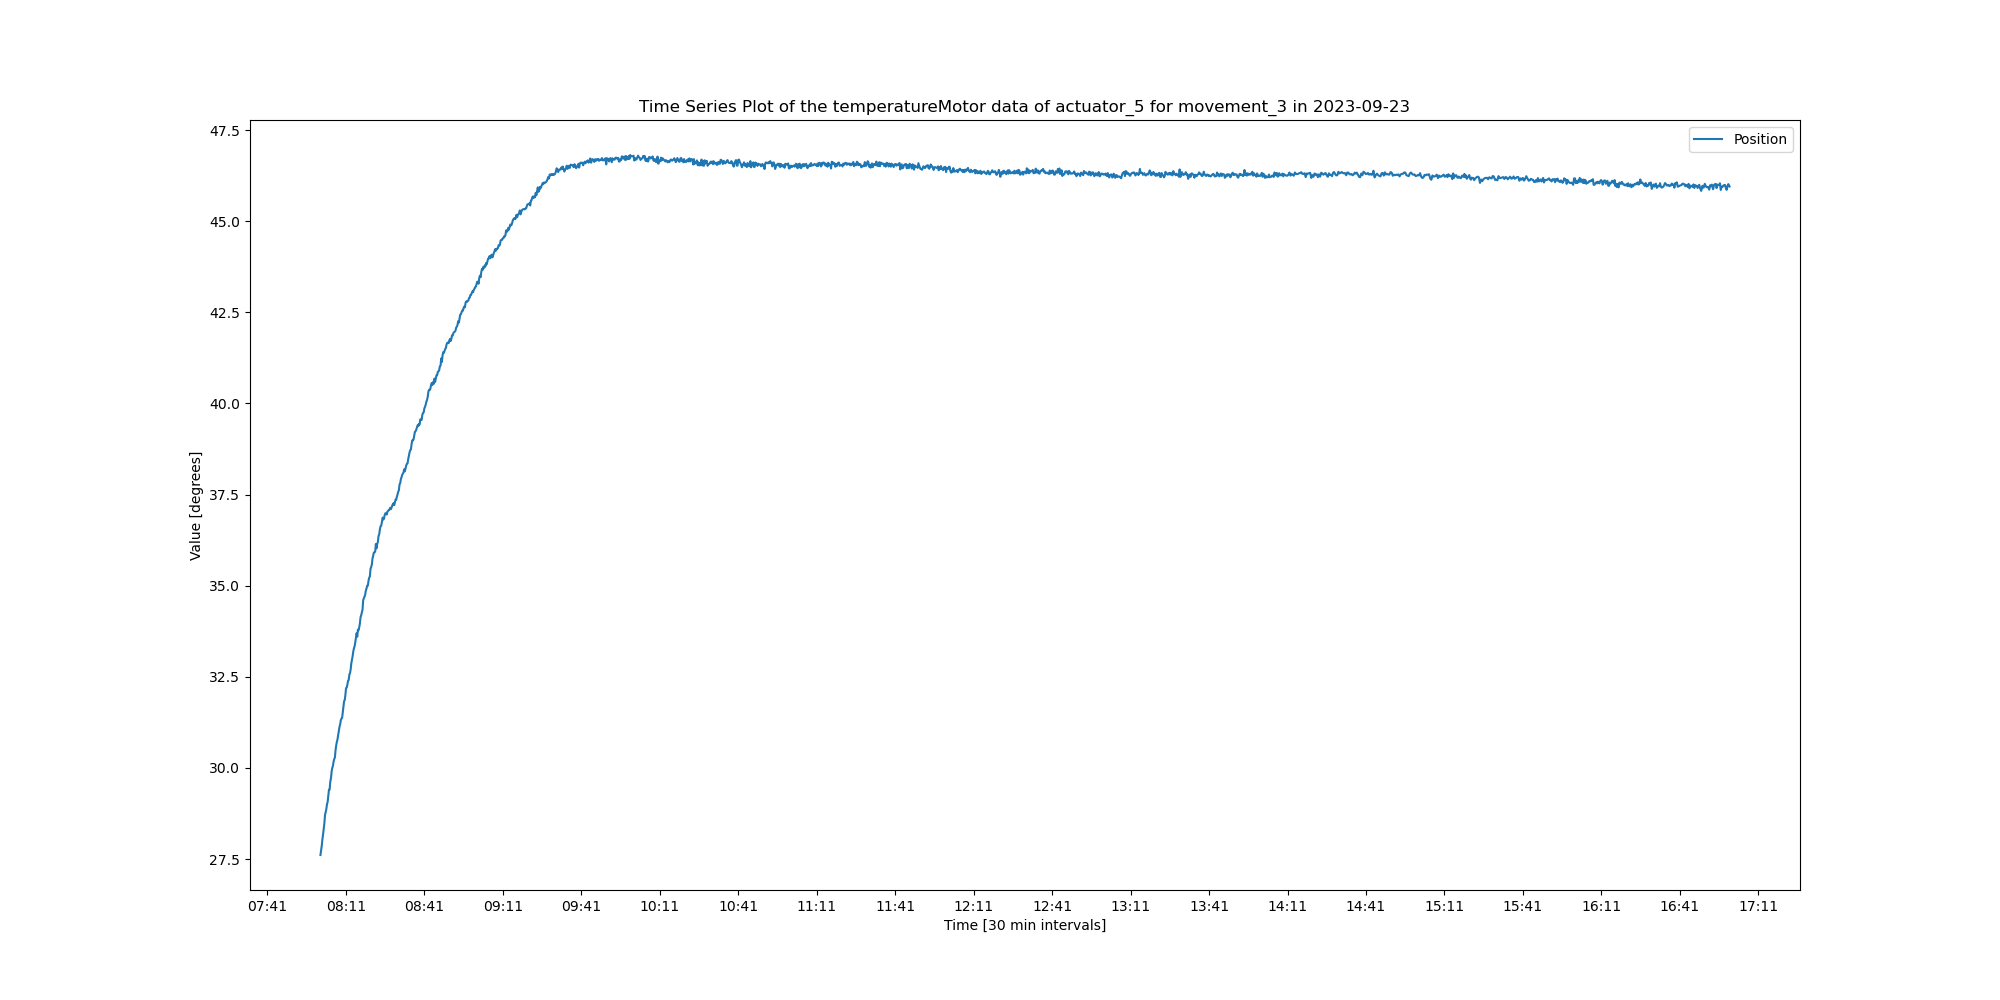 Time Series Plot of the temperatureMotor data of actuator_5 for movement_3 in 2023-09-23
Position
47.5
45.0
42.5
40.0
37.5
35.0
32.5
30.0
27.5
Value [degrees]
07:41 08:11 08:41 09:11 09:41 10:11 10:41 11:11 11:41 12:11 12:41 13:11 13:41 14:11 14:41 15:11 15:41 16:11 16:41 17:11
Time [30 min intervals]